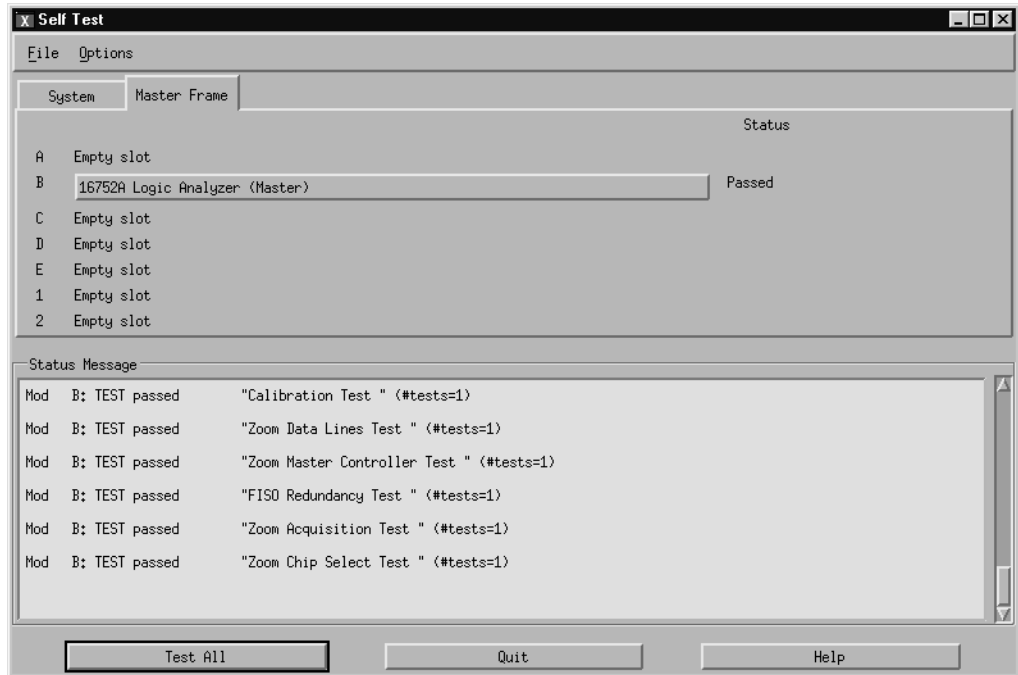 X Self Test
File Options
System Master Frame
Status
A Empty slot
B 16752A Logic Analyzer (Master) Passed
C Empty slot
D Empty slot
E Empty slot
1 Empty slot
2 Empty slot
Status Message
Mod B: TEST passed "Calibration Test " (#tests=1)
Mod B: TEST passed "Zoom Data Lines Test " (#tests=1)
Mod B: TEST passed "Zoom Master Controller Test " (#tests=1)
Mod B: TEST passed "FISO Redundancy Test " (#tests=1)
Mod B: TEST passed "Zoom Acquisition Test " (#tests=1)
Mod B: TEST passed "Zoom Chip Select Test " (#tests=1)
Test All Quit Help